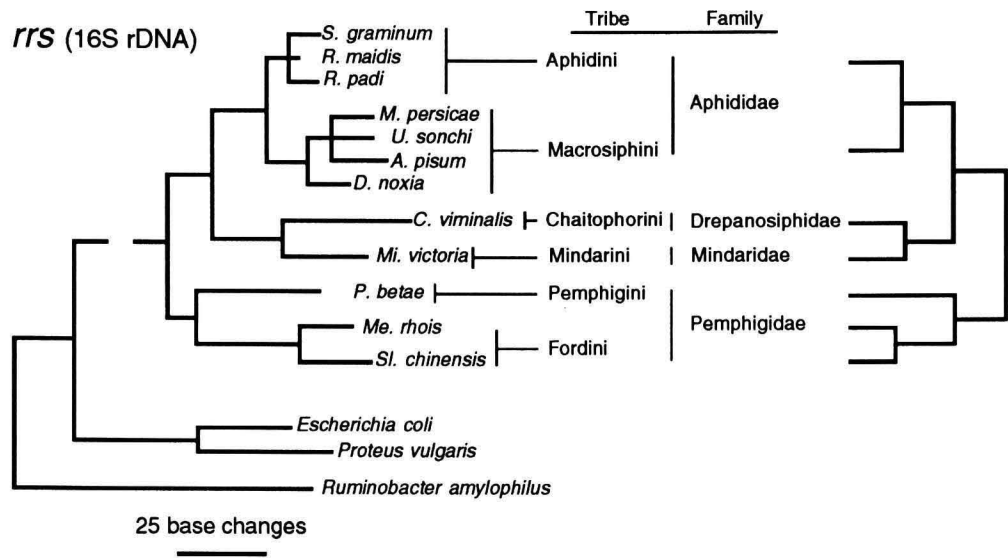 rrs (16S rDNA)
Tribe Family
S. graminum
R. maidis
R. padi
Aphidini
Aphididae
M. persicae
U. sonchi
A. pisum
D. noxia
Macrosiphini
C. viminalis Chaitophorini Drepanosiphidae
Mi. victoria Mindarini Mindaridae
P. betae Pemphigini
Pemphigidae
Me. rhois
Sl. chinensis
Fordini
Escherichia coli
Proteus vulgaris
Ruminobacter amylophilus
25 base changes